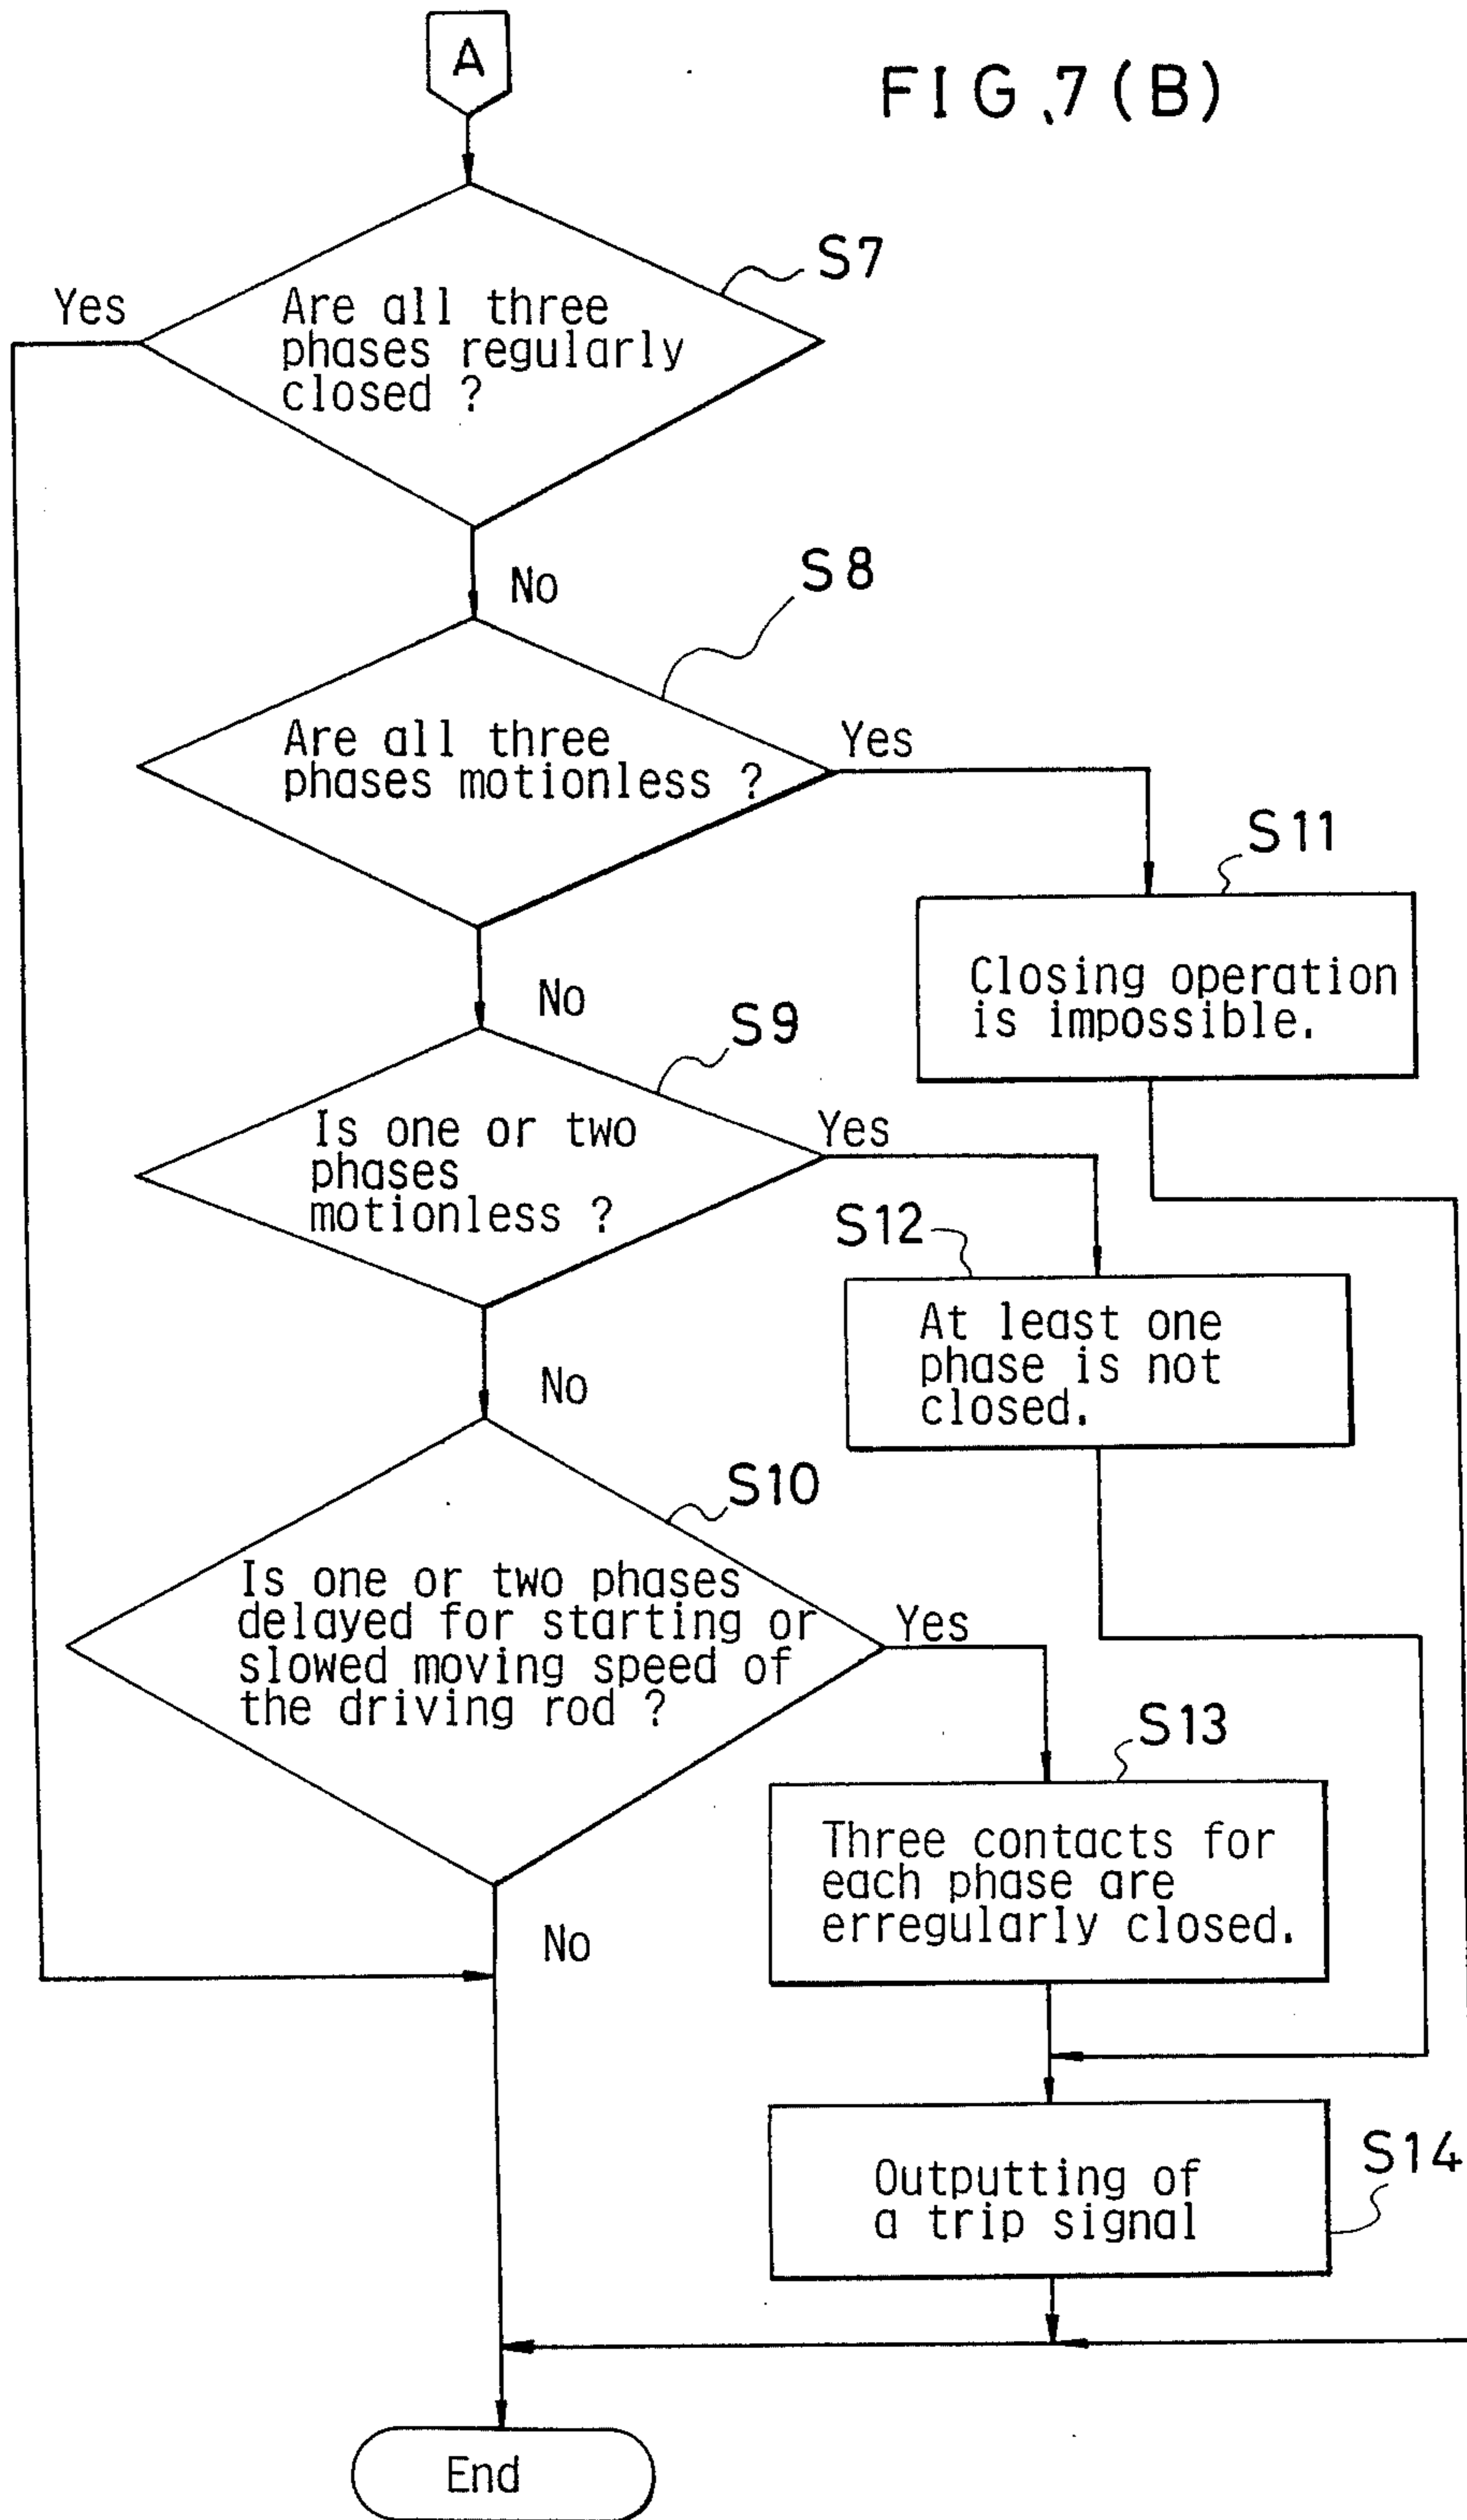 A
FIG.7(B)
S7
Yes
Are all three
phases regularly
closed ?
No
S8
Are all three
phases motionless ?
Yes
S11
Closing operation
is impossible.
No
S9
Is one or two
phases
motionless ?
Yes
S12
At least one
phase is not
closed.
No
S10
Is one or two phases
delayed for starting or
slowed moving speed of
the driving rod ?
Yes
S13
Three contacts for
each phase are
erregularly closed.
No
S14
Outputting of
a trip signal
End